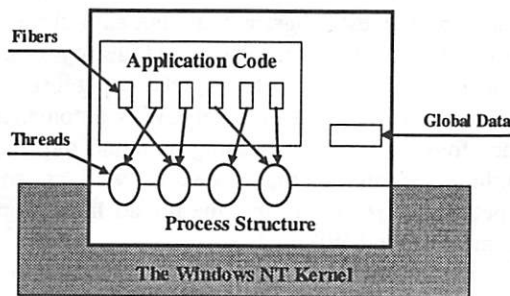 Fibers
Application Code
Global Data
Threads
Process Structure
The Windows NT Kernel